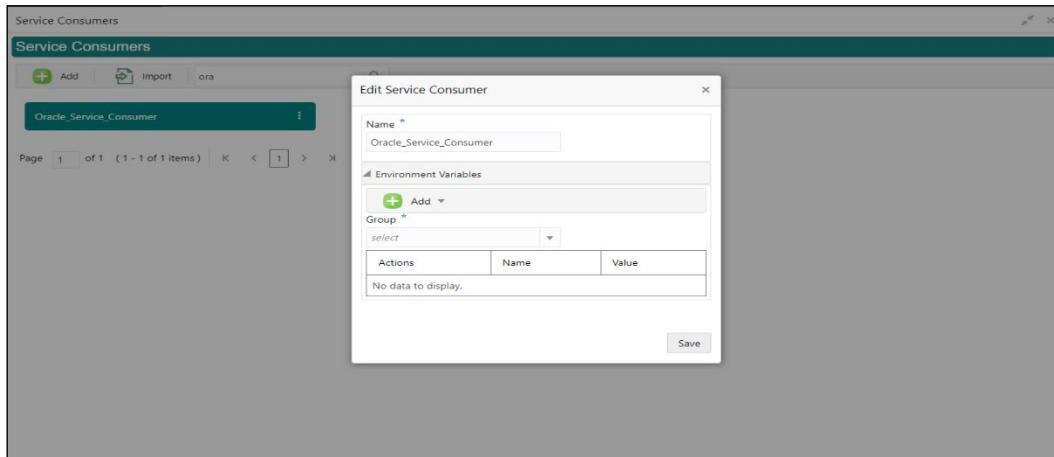 Service Consumers
Service Consumers
Add Import ora
Oracle_Service_Consumer
Page 1 of 1 ( 1 - 1 of 1 items ) K < 1 > X
Edit Service Consumer ×
Name *
Oracle_Service_Consumer
Environment Variables
Add
Group *
select
Actions Name Value
No data to display.
Save